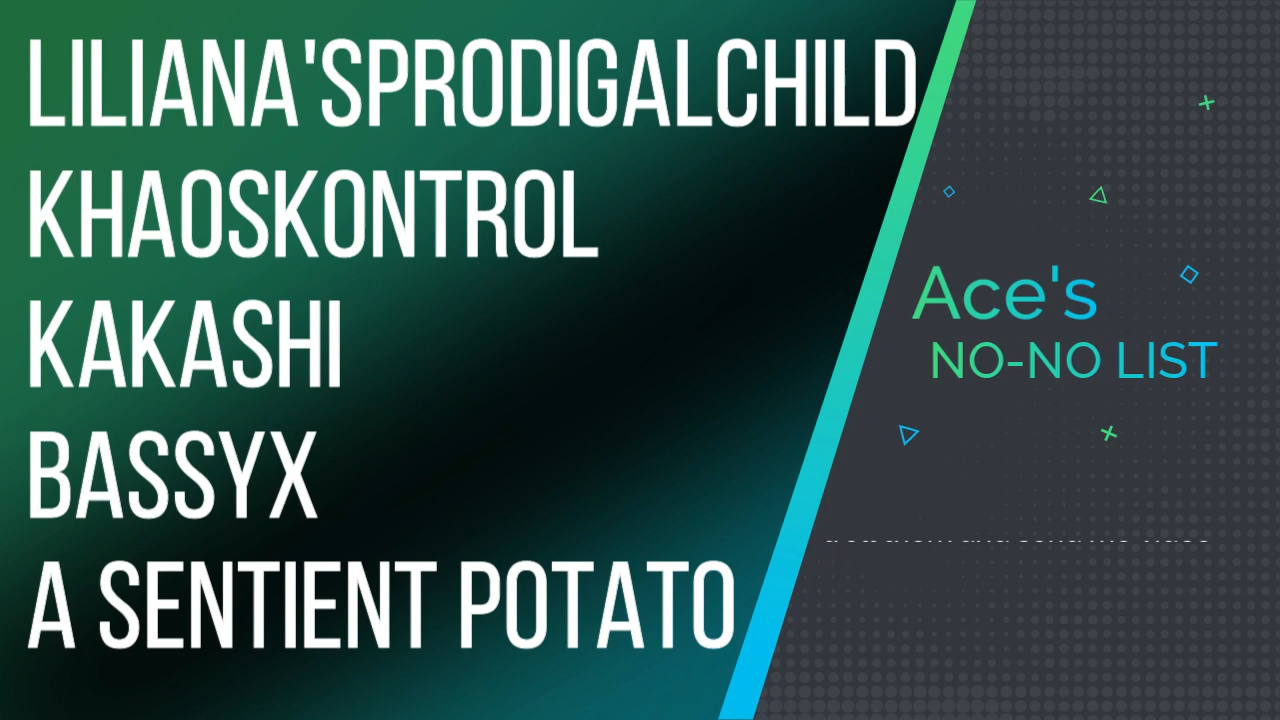 LILIANA'SPRODIGALCHILD
KHAOSKONTROL
KAKASHI
BASSYX
A SENTIENT POTATO
Ace's
NO-NO LIST